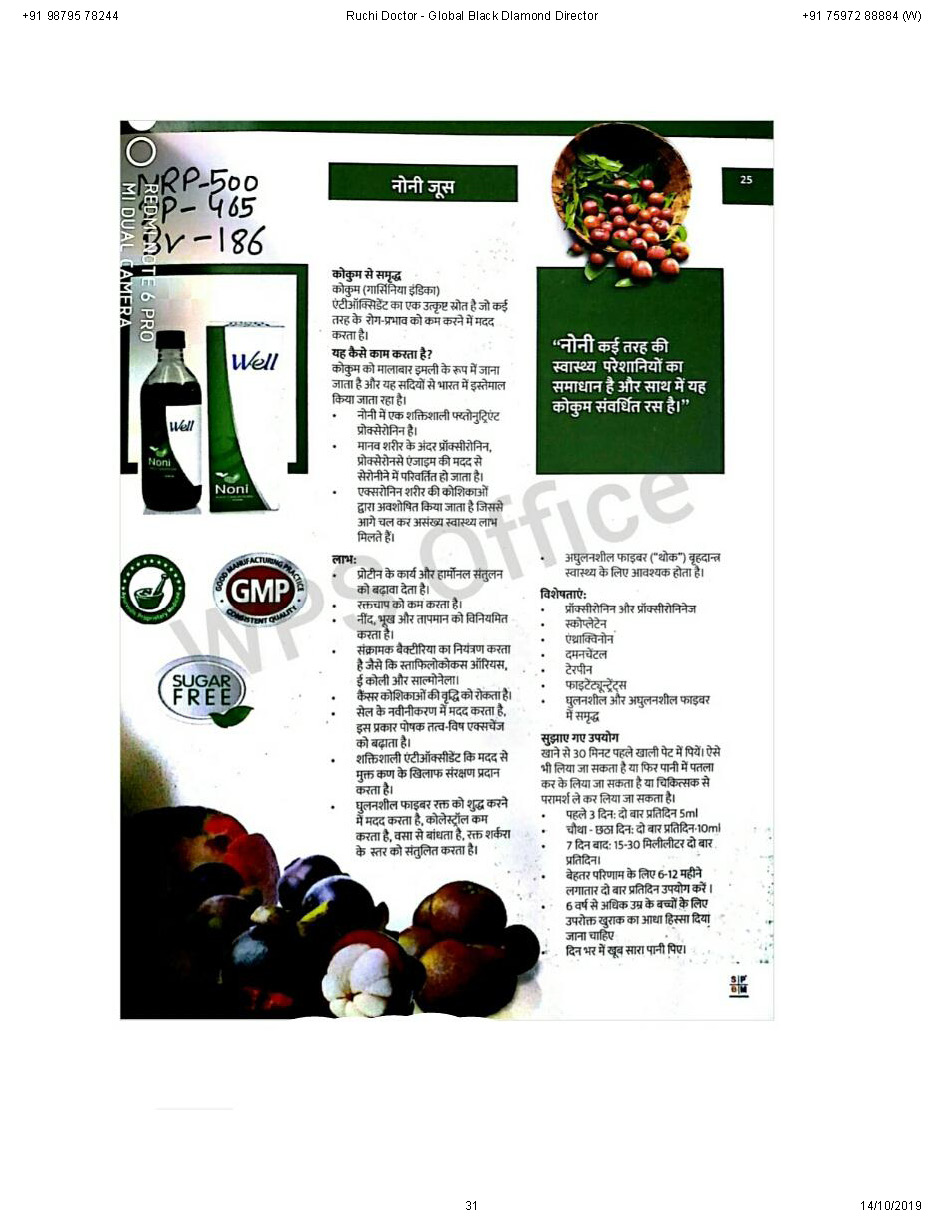 +91 98795 78244
Ruchi Doctor - Global Black DIamond Director
+91 75972 88884 (W)
MRP-500
DP- 465
BV -186
REDMI NOTE 6 PRO
MI DUAL CAMERA
नोनी जूस
25
Well
Well
Noni
Noni
कोकुम से समृद्ध
कोकुम (गार्सिनिया इंडिका)
एंटीऑक्सिडेंट का एक उत्कृष्ट स्रोत है जो कई
तरह के रोग-प्रभाव को कम करने में मदद
करता है।
यह कैसे काम करता है?
कोकुम को मालाबार इमली के रूप में जाना
जाता है और यह सदियों से भारत में इस्तेमाल
किया जाता रहा है।
• नोनी में एक शक्तिशाली फ्य्तोनुट्रिएंट
प्रोक्सेरोनिन है।
• मानव शरीर के अंदर प्रॉक्सीरोनिन,
प्रोक्सेरोनसे एंजाइम की मदद से
सेरोनीने में परिवर्तित हो जाता है।
• एक्सरोनिन शरीर की कोशिकाओं
द्वारा अवशोषित किया जाता है जिससे
आगे चल कर असंख्य स्वास्थ्य लाभ
मिलते हैं।
लाभ:
• प्रोटीन के कार्य और हार्मोनल संतुलन
को बढ़ावा देता है।
• रक्तचाप को कम करता है।
• नींद, भूख और तापमान को विनियमित
करता है।
• संक्रामक बैक्टीरिया का नियंत्रण करता
है जैसे कि स्ताफिलोकोकस ऑरियस,
ई कोली और साल्मोनेला।
• कैंसर कोशिकाओं की वृद्धि को रोकता है।
• सेल के नवीनीकरण में मदद करता है,
इस प्रकार पोषक तत्व-विष एक्सचेंज
को बढ़ाता है।
• शक्तिशाली एंटीऑक्सीडेंट कि मदद से
मुक्त कण के खिलाफ संरक्षण प्रदान
करता है।
• घुलनशील फाइबर रक्त को शुद्ध करने
में मदद करता है, कोलेस्ट्रॉल कम
करता है, वसा से बांधता है, रक्त शर्करा
के स्तर को संतुलित करता है।
“नोनी कई तरह की
स्वास्थ्य परेशानियों का
समाधान है और साथ में यह
कोकुम संवर्धित रस है।”
• अघुलनशील फाइबर (“थोक”) बृहदान्त्र
स्वास्थ्य के लिए आवश्यक होता है।
विशेषताएं:
• प्रॉक्सीरोनिन और प्रॉक्सीरोनिनेज
• स्कोप्लेटेन
• एंथ्राक्विनोन
• दमनचेंटल
• टेरपीन
• फाइटेंट्यून्ट्रेंट्स
• घुलनशील और अघुलनशील फाइबर
में समृद्ध
सुझाए गए उपयोग
खाने से 30 मिनट पहले खाली पेट में पियें। ऐसे
भी लिया जा सकता है या फिर पानी में पतला
कर के लिया जा सकता है या चिकित्सक से
परामर्श ले कर लिया जा सकता है।
• पहले 3 दिन: दो बार प्रतिदिन 5ml
• चौथा - छठा दिन: दो बार प्रतिदिन-10ml
• 7 दिन बाद: 15-30 मिलीलीटर दो बार
प्रतिदिन।
• बेहतर परिणाम के लिए 6-12 महीने
लगातार दो बार प्रतिदिन उपयोग करें ।
• 6 वर्ष से अधिक उम्र के बच्चों के लिए
उपरोक्त खुराक का आधा हिस्सा दिया
जाना चाहिए
• दिन भर में खूब सारा पानी पिए।
GOOD MANUFACTURING PRACTICE
GMP
CONSISTENT QUALITY
SUGAR
FREE
WPS Office
31
14/10/2019